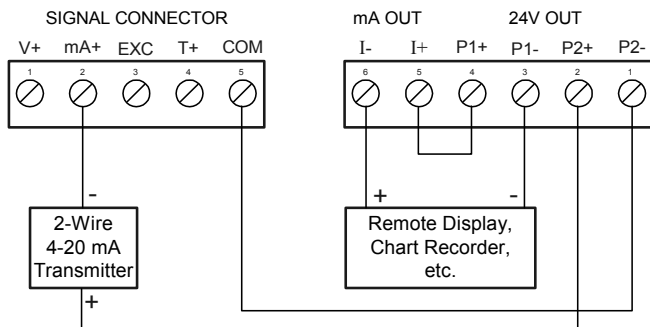 SIGNAL CONNECTOR
V+ mA+ EXC T+ COM
1 2 3 4 5
mA OUT 24V OUT
I- I+ P1+ P1- P2+ P2-
6 5 4 3 2 1
-
2-Wire
4-20 mA
Transmitter
+
+ -
Remote Display,
Chart Recorder,
etc.